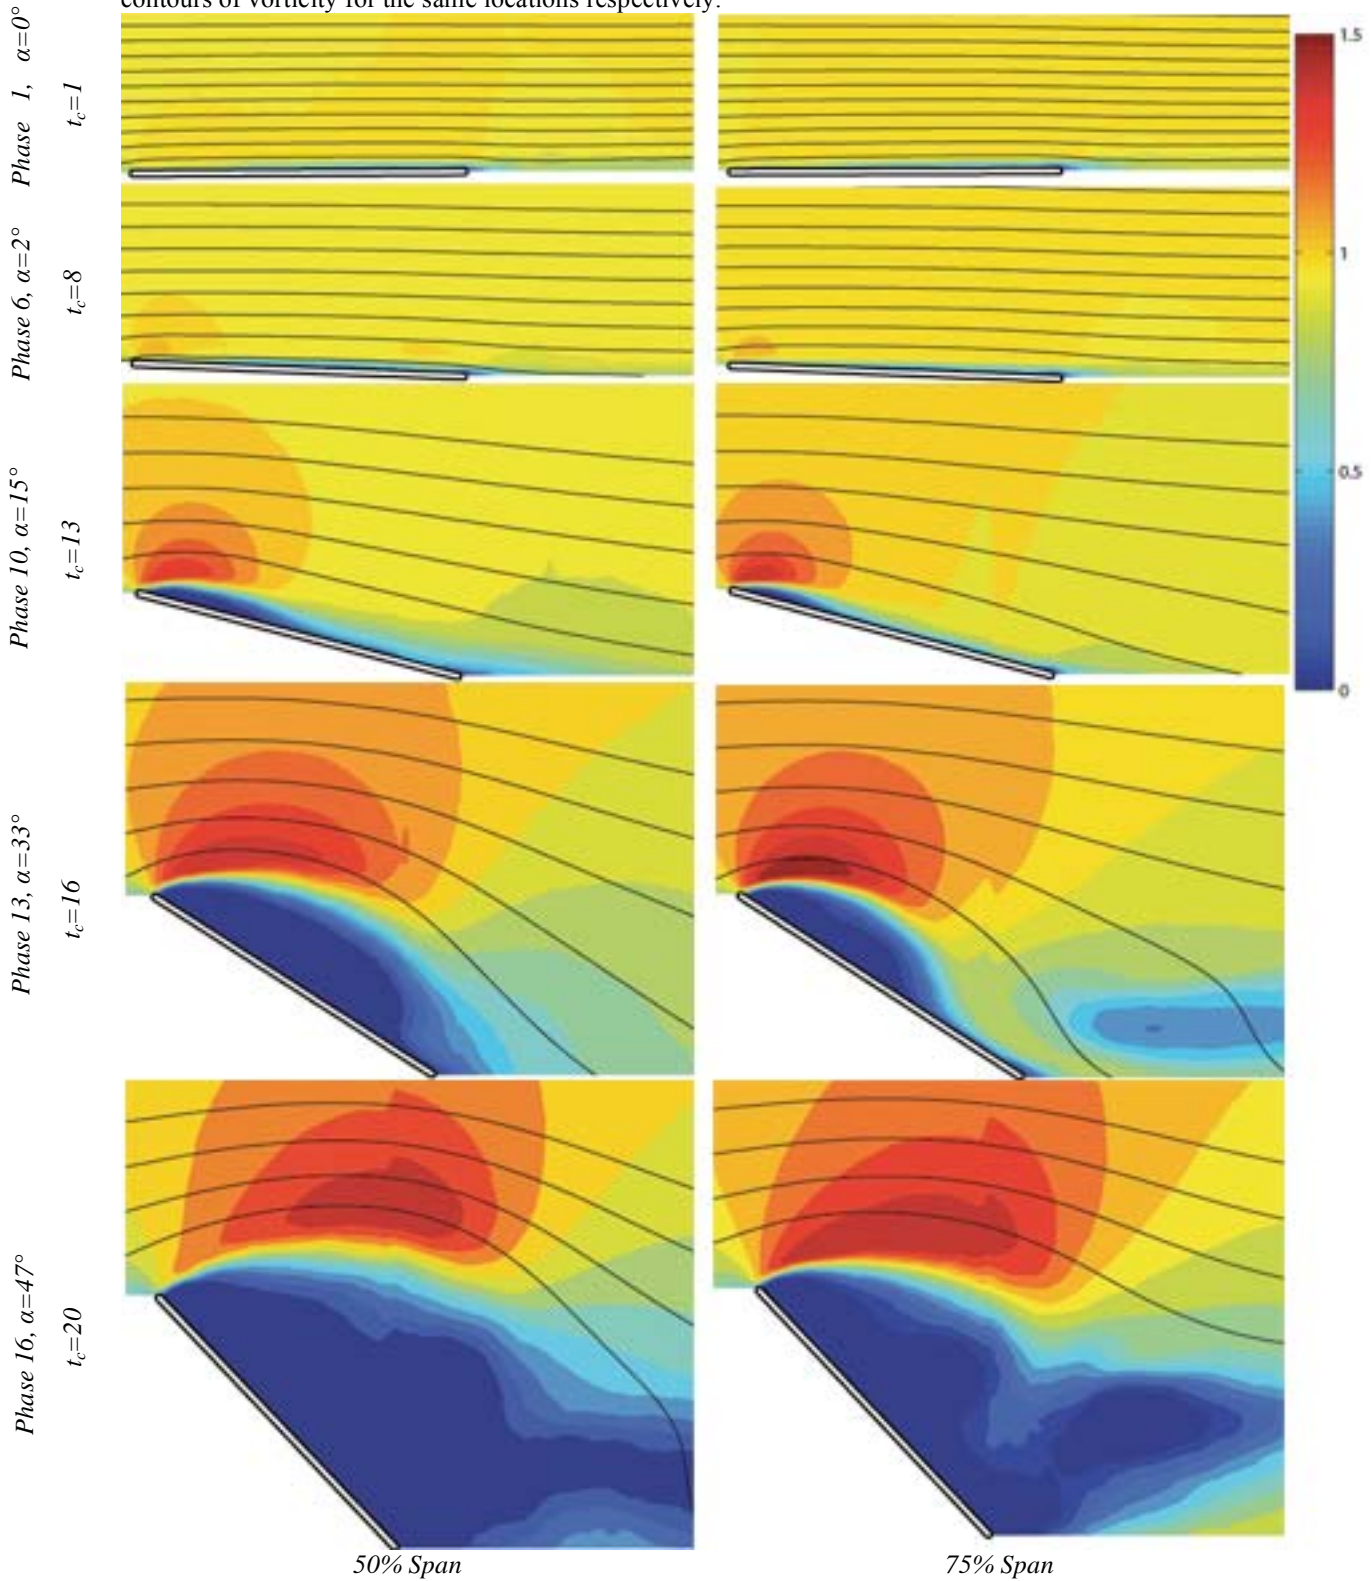 contours of vorticity for the same locations respectively.
Phase 1, α=0°
t_c=1
1.5
1
0.5
0
Phase 6, α=2°
t_c=8
Phase 10, α=15°
t_c=13
Phase 13, α=33°
t_c=16
Phase 16, α=47°
t_c=20
50% Span
75% Span